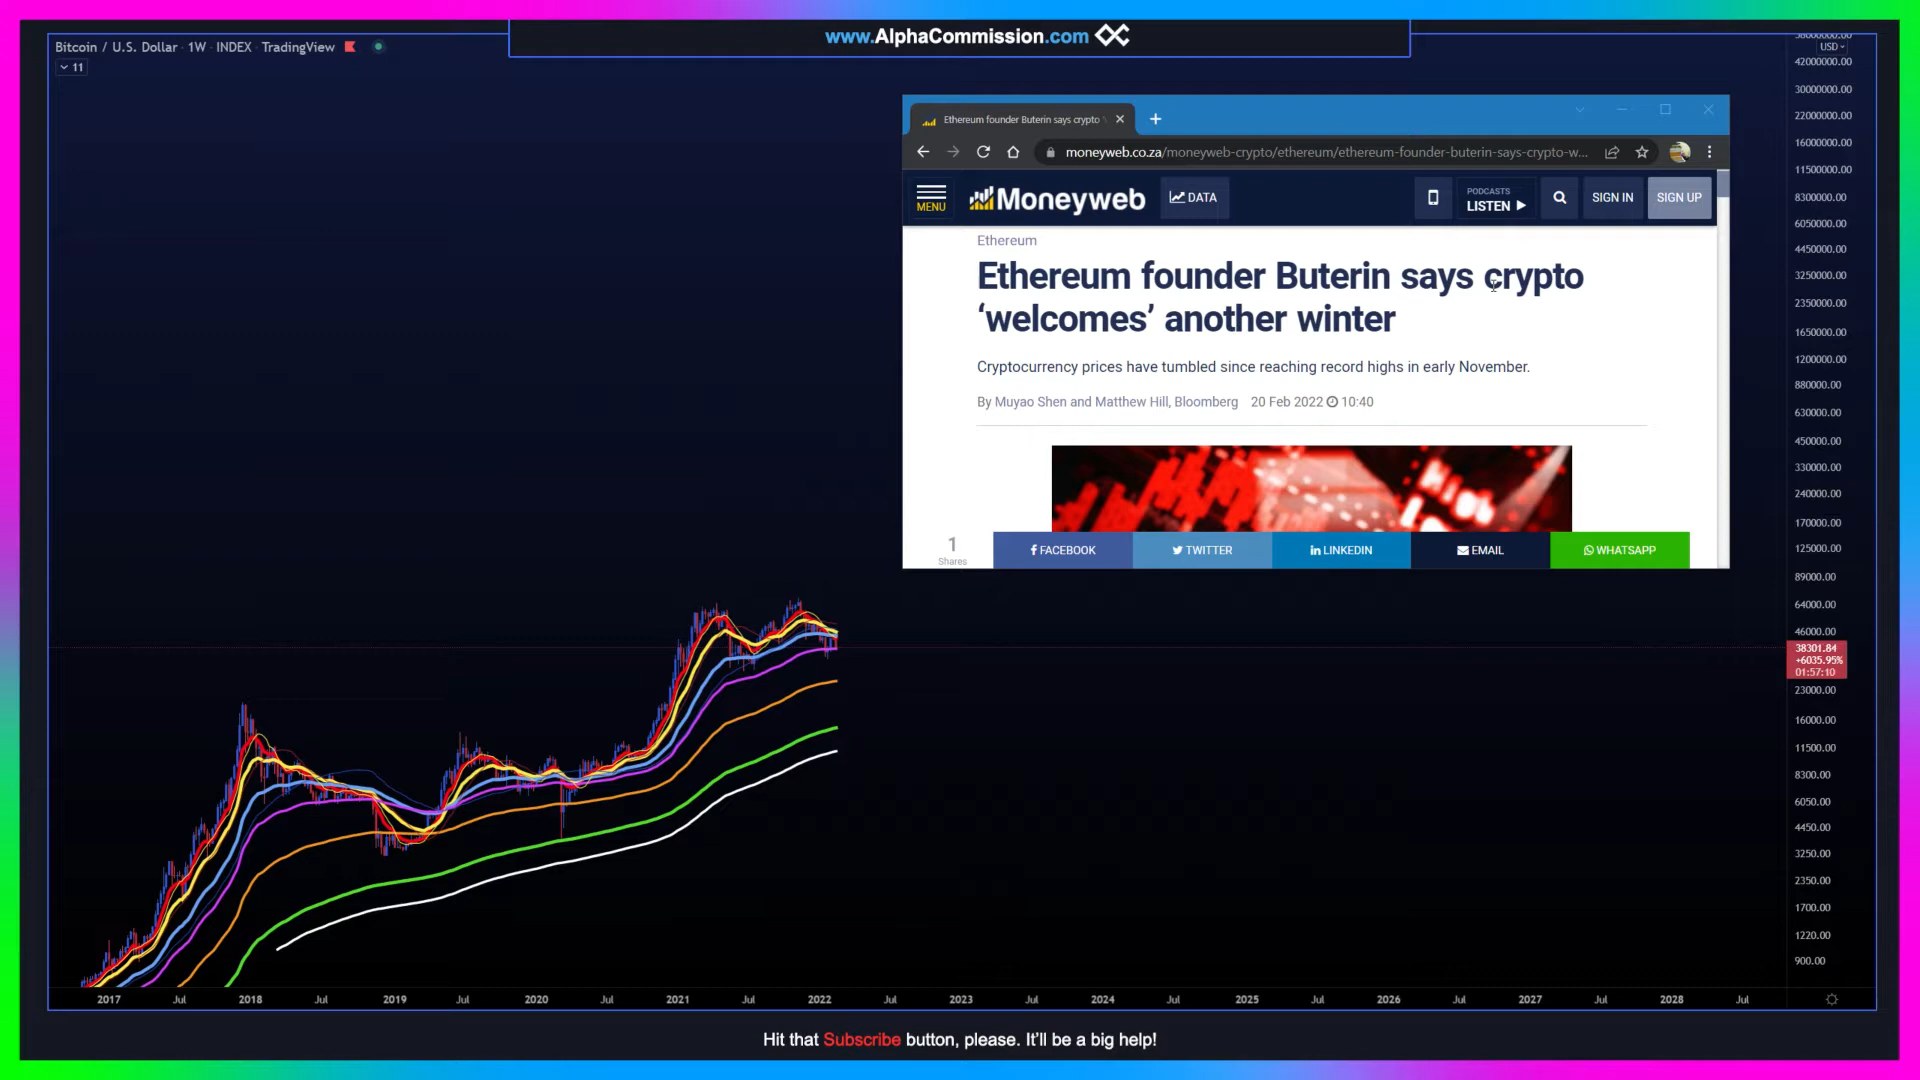 www.AlphaCommission.com
Bitcoin / U.S. Dollar · 1W · INDEX · TradingView
11
USD
42000000.00
30000000.00
22000000.00
16000000.00
11500000.00
8300000.00
6050000.00
4450000.00
3250000.00
2350000.00
1650000.00
1200000.00
880000.00
630000.00
450000.00
330000.00
240000.00
170000.00
125000.00
89000.00
64000.00
46000.00
38301.84
+6035.95%
01:57:10
23000.00
16000.00
11500.00
8300.00
6050.00
4450.00
3250.00
2350.00
1700.00
1220.00
900.00
Ethereum founder Buterin says crypto
moneyweb.co.za/moneyweb-crypto/ethereum/ethereum-founder-buterin-says-crypto-w...
MENU
Moneyweb
DATA
PODCASTS
LISTEN
SIGN IN
SIGN UP
Ethereum
Ethereum founder Buterin says crypto
‘welcomes’ another winter
Cryptocurrency prices have tumbled since reaching record highs in early November.
By Muyao Shen and Matthew Hill, Bloomberg 20 Feb 2022 10:40
1
Shares
FACEBOOK
TWITTER
LINKEDIN
EMAIL
WHATSAPP
2017 Jul 2018 Jul 2019 Jul 2020 Jul 2021 Jul 2022 Jul 2023 Jul 2024 Jul 2025 Jul 2026 Jul 2027 Jul 2028 Jul
Hit that Subscribe button, please. It'll be a big help!